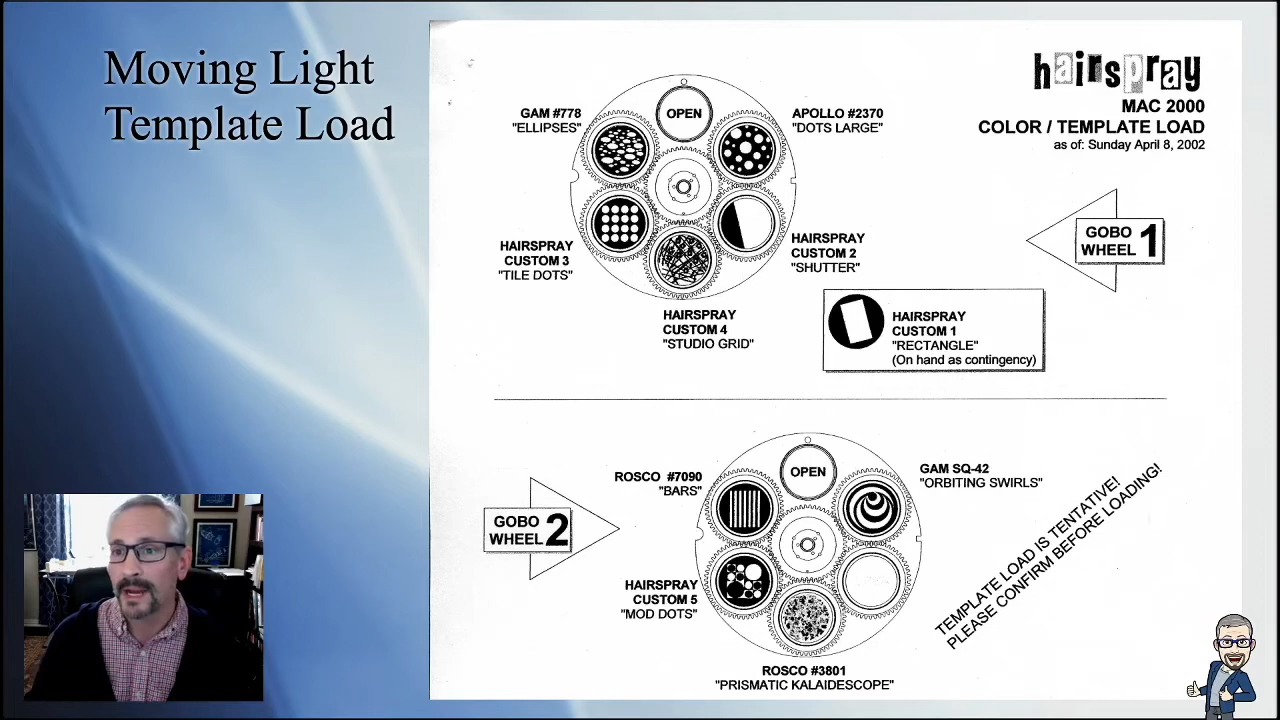 Moving Light
Template Load
hairspray
MAC 2000
COLOR / TEMPLATE LOAD
as of: Sunday April 8, 2002
GAM #778
"ELLIPSES"
OPEN
APOLLO #2370
"DOTS LARGE"
HAIRSPRAY
CUSTOM 3
"TILE DOTS"
HAIRSPRAY
CUSTOM 2
"SHUTTER"
GOBO
WHEEL 1
HAIRSPRAY
CUSTOM 4
"STUDIO GRID"
HAIRSPRAY
CUSTOM 1
"RECTANGLE"
(On hand as contingency)
GOBO
WHEEL 2
ROSCO #7090
"BARS"
OPEN
GAM SQ-42
"ORBITING SWIRLS"
HAIRSPRAY
CUSTOM 5
"MOD DOTS"
ROSCO #3801
"PRISMATIC KALAIDESCOPE"
TEMPLATE LOAD IS TENTATIVE!
PLEASE CONFIRM BEFORE LOADING!